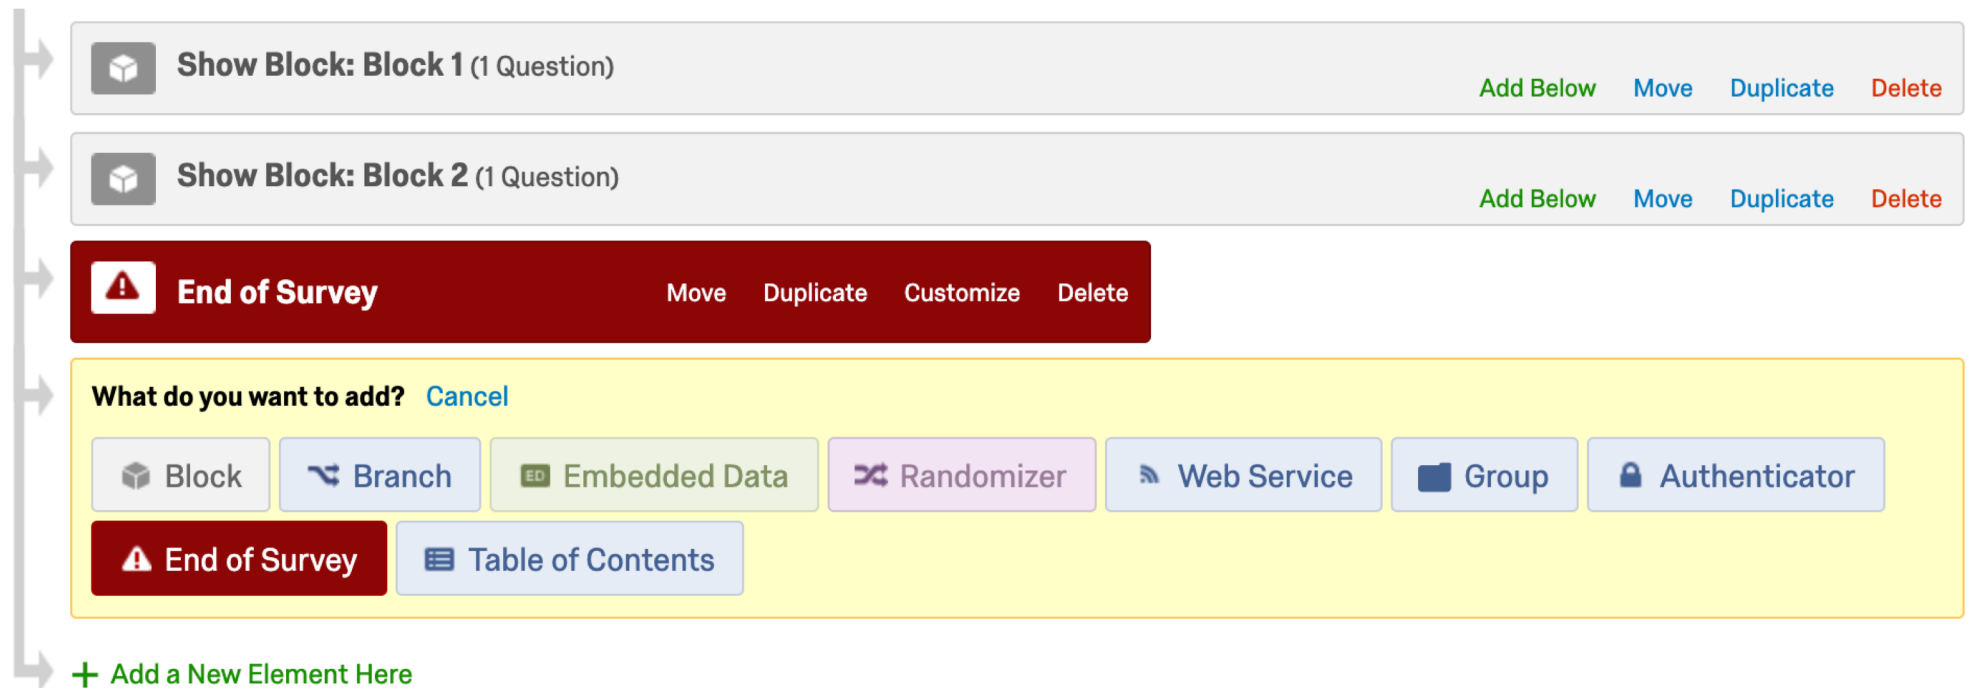 Show Block: Block 1 (1 Question)
Add Below Move Duplicate Delete
Show Block: Block 2 (1 Question)
Add Below Move Duplicate Delete
End of Survey Move Duplicate Customize Delete
What do you want to add? Cancel
Block Branch ED Embedded Data Randomizer Web Service Group Authenticator
End of Survey Table of Contents
+ Add a New Element Here